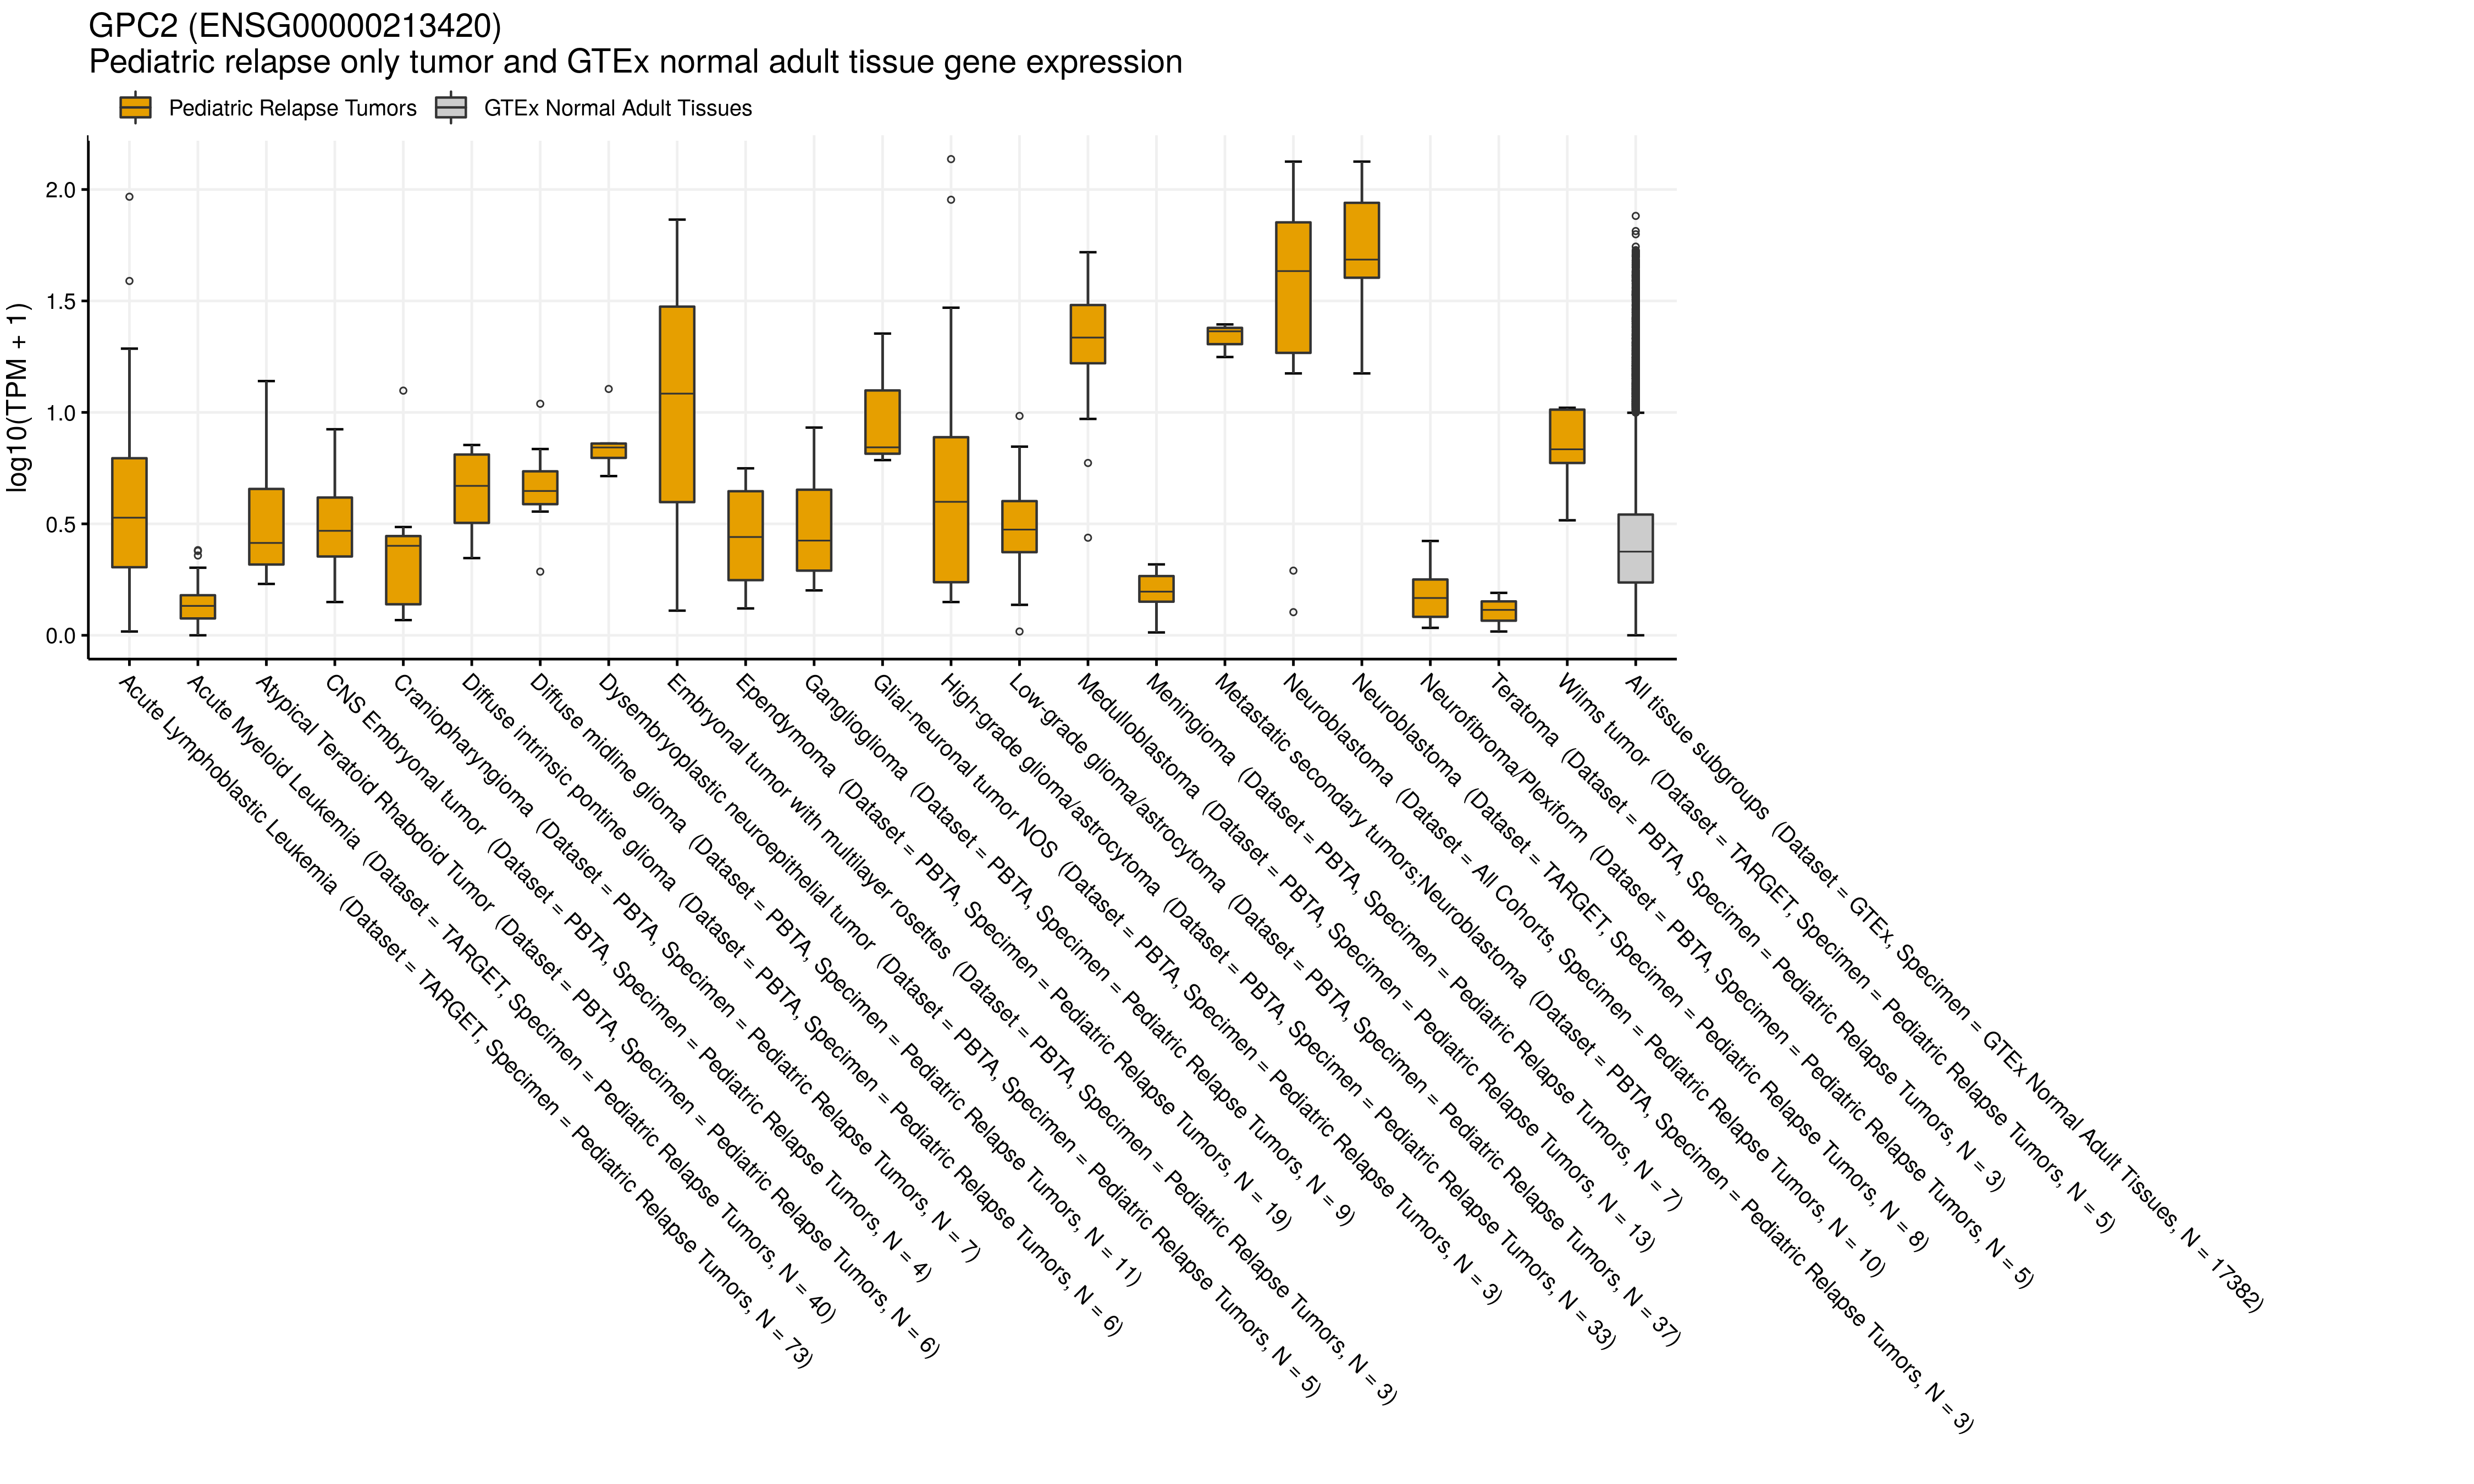 GPC2 (ENSG00000213420)
Pediatric relapse only tumor and GTEx normal adult tissue gene expression
Pediatric Relapse Tumors
GTEx Normal Adult Tissues
log10(TPM + 1)
2.0
1.5
1.0
0.5
0.0
Acute Lymphoblastic Leukemia (Dataset = TARGET, Specimen = Pediatric Relapse Tumors, N = 73)
Acute Myeloid Leukemia (Dataset = TARGET, Specimen = Pediatric Relapse Tumors, N = 40)
Atypical Teratoid Rhabdoid Tumor (Dataset = PBTA, Specimen = Pediatric Relapse Tumors, N = 6)
CNS Embryonal tumor (Dataset = PBTA, Specimen = Pediatric Relapse Tumors, N = 4)
Craniopharyngioma (Dataset = PBTA, Specimen = Pediatric Relapse Tumors, N = 7)
Diffuse intrinsic pontine glioma (Dataset = PBTA, Specimen = Pediatric Relapse Tumors, N = 6)
Diffuse midline glioma (Dataset = PBTA, Specimen = Pediatric Relapse Tumors, N = 11)
Dysembryoplastic neuroepithelial tumor (Dataset = PBTA, Specimen = Pediatric Relapse Tumors, N = 5)
Embryonal tumor with multilayer rosettes (Dataset = PBTA, Specimen = Pediatric Relapse Tumors, N = 3)
Ependymoma (Dataset = PBTA, Specimen = Pediatric Relapse Tumors, N = 19)
Ganglioglioma (Dataset = PBTA, Specimen = Pediatric Relapse Tumors, N = 9)
Glial-neuronal tumor NOS (Dataset = PBTA, Specimen = Pediatric Relapse Tumors, N = 3)
High-grade glioma/astrocytoma (Dataset = PBTA, Specimen = Pediatric Relapse Tumors, N = 33)
Low-grade glioma/astrocytoma (Dataset = PBTA, Specimen = Pediatric Relapse Tumors, N = 37)
Medulloblastoma (Dataset = PBTA, Specimen = Pediatric Relapse Tumors, N = 13)
Meningioma (Dataset = PBTA, Specimen = Pediatric Relapse Tumors, N = 7)
Metastatic secondary tumors;Neuroblastoma (Dataset = PBTA, Specimen = Pediatric Relapse Tumors, N = 3)
Neuroblastoma (Dataset = All Cohorts, Specimen = Pediatric Relapse Tumors, N = 10)
Neuroblastoma (Dataset = TARGET, Specimen = Pediatric Relapse Tumors, N = 8)
Neurofibroma/Plexiform (Dataset = PBTA, Specimen = Pediatric Relapse Tumors, N = 5)
Teratoma (Dataset = PBTA, Specimen = Pediatric Relapse Tumors, N = 3)
Wilms tumor (Dataset = TARGET, Specimen = Pediatric Relapse Tumors, N = 5)
All tissue subgroups (Dataset = GTEx, Specimen = GTEx Normal Adult Tissues, N = 17382)